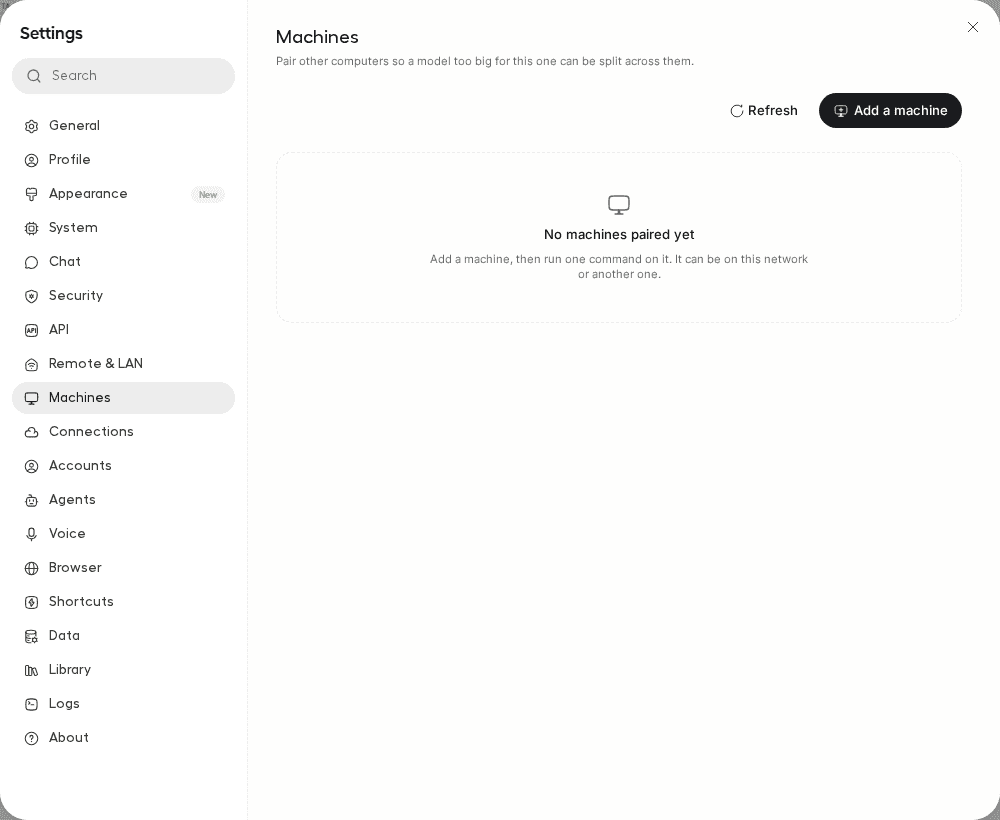 Settings
Search
General
Profile
Appearance New
System
Chat
Security
API
Remote & LAN
Machines
Connections
Accounts
Agents
Voice
Browser
Shortcuts
Data
Library
Logs
About
Machines
Pair other computers so a model too big for this one can be split across them.
Refresh
Add a machine
No machines paired yet
Add a machine, then run one command on it. It can be on this network
or another one.